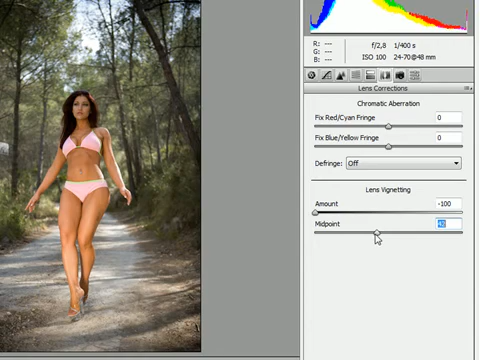 R: ---
G: ---
B: ---
f/2,8 1/400 s
ISO 100 24-70@48 mm
Lens Corrections
Chromatic Aberration
Fix Red/Cyan Fringe 0
Fix Blue/Yellow Fringe 0
Defringe: Off
Lens Vignetting
Amount -100
Midpoint 42